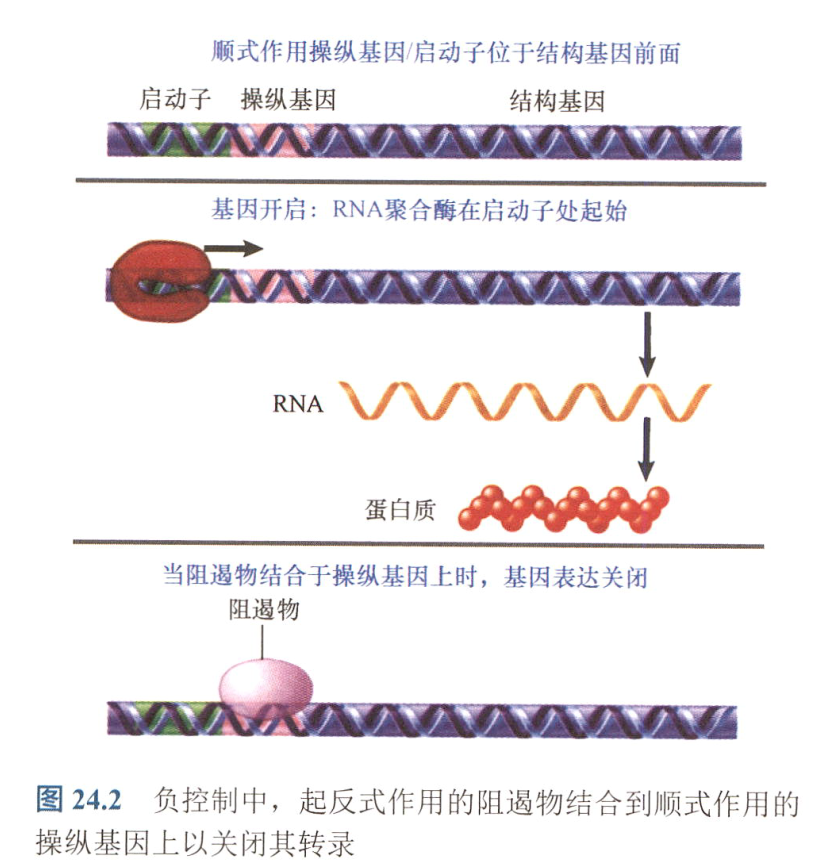 顺式作用操纵基因/启动子位于结构基因前面
启动子 操纵基因 结构基因
基因开启：RNA聚合酶在启动子处起始
RNA
蛋白质
当阻遏物结合于操纵基因上时，基因表达关闭
阻遏物
图 24.2 负控制中，起反式作用的阻遏物结合到顺式作用的
操纵基因上以关闭其转录